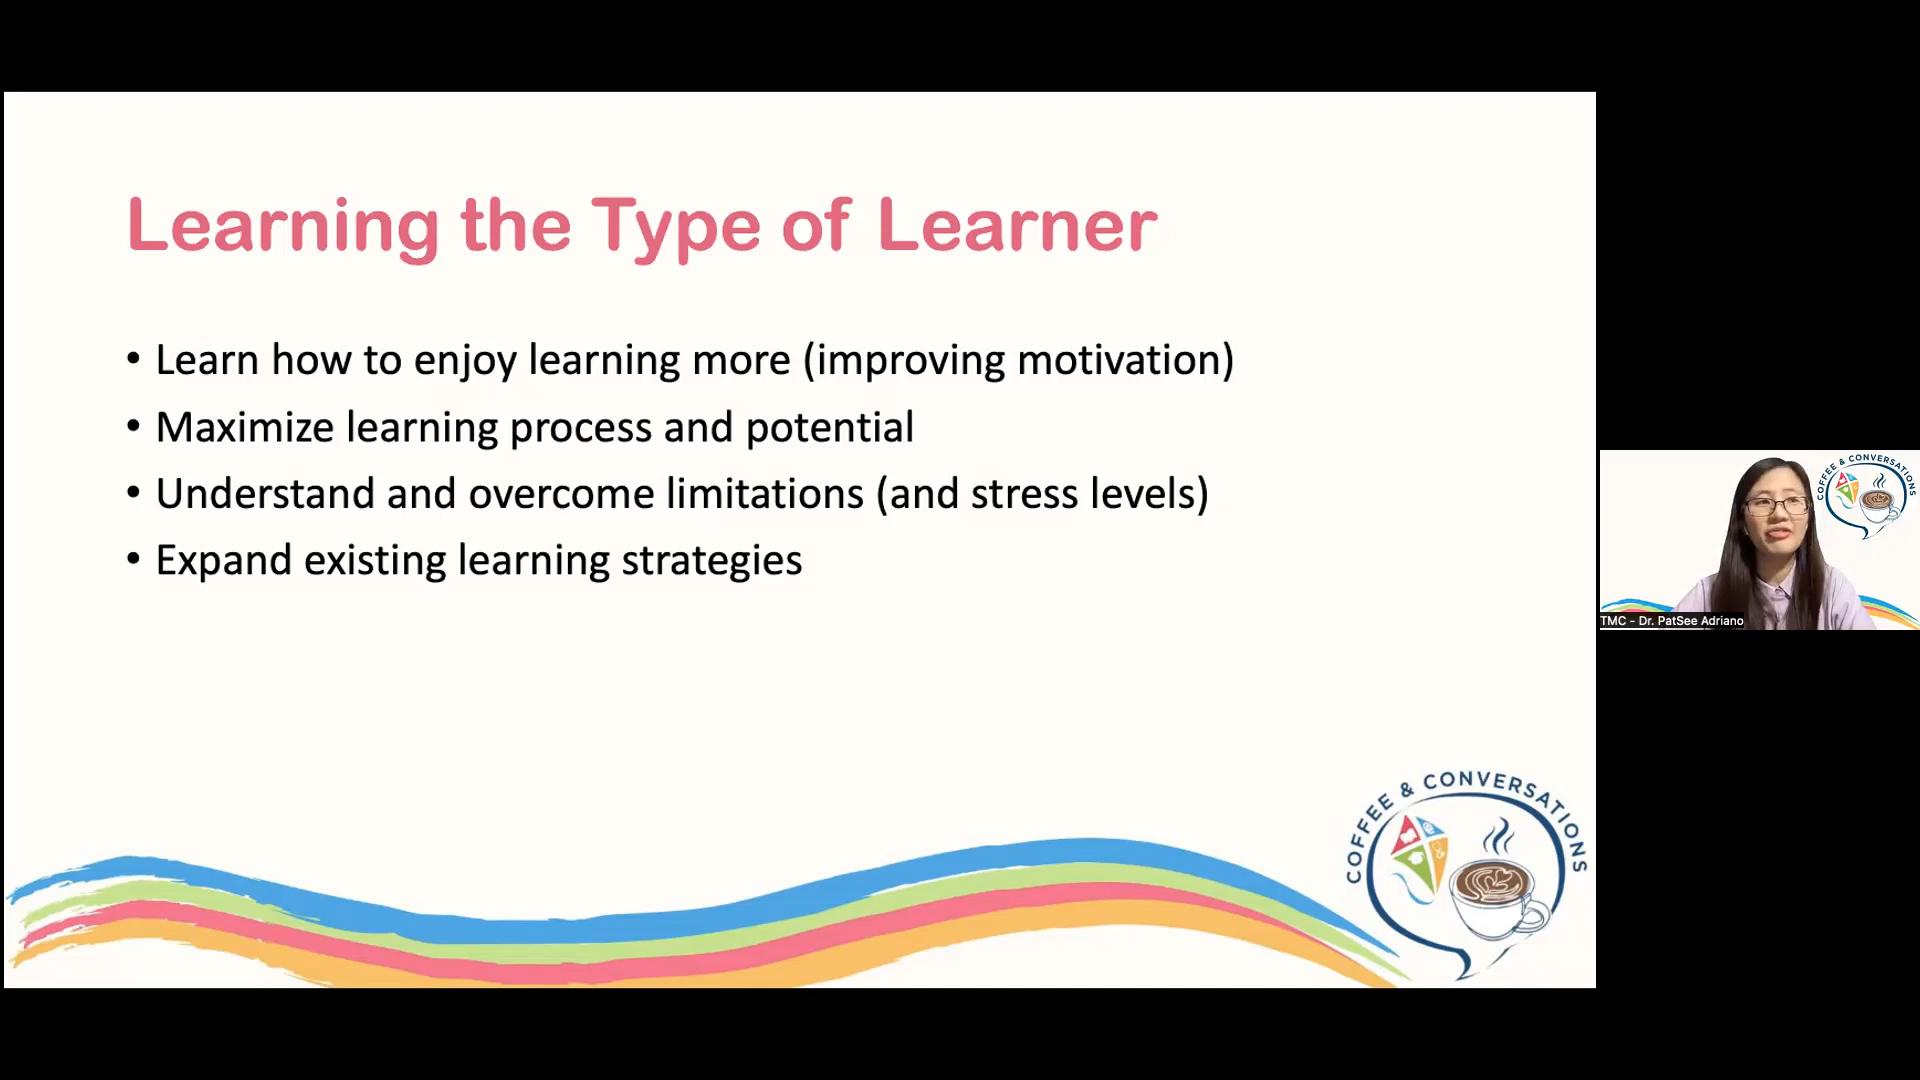 Learning the Type of Learner
• Learn how to enjoy learning more (improving motivation)
• Maximize learning process and potential
• Understand and overcome limitations (and stress levels)
• Expand existing learning strategies
COFFEE & CONVERSATIONS
COFFEE & CONVERSATIONS
TMC - Dr. PatSee Adriano